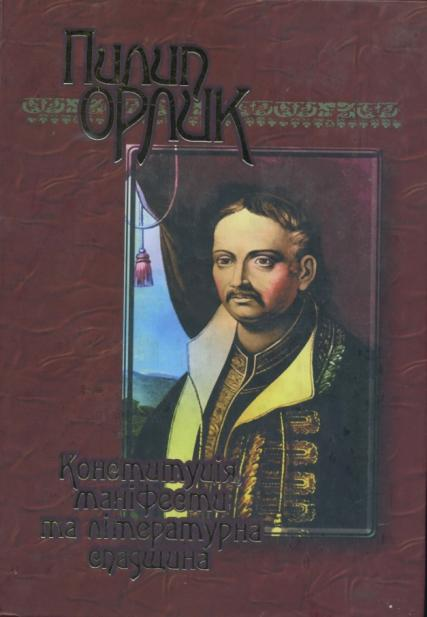 Пилип
ОРЛИК
Конституція,
маніфести
та літературна
спадщина